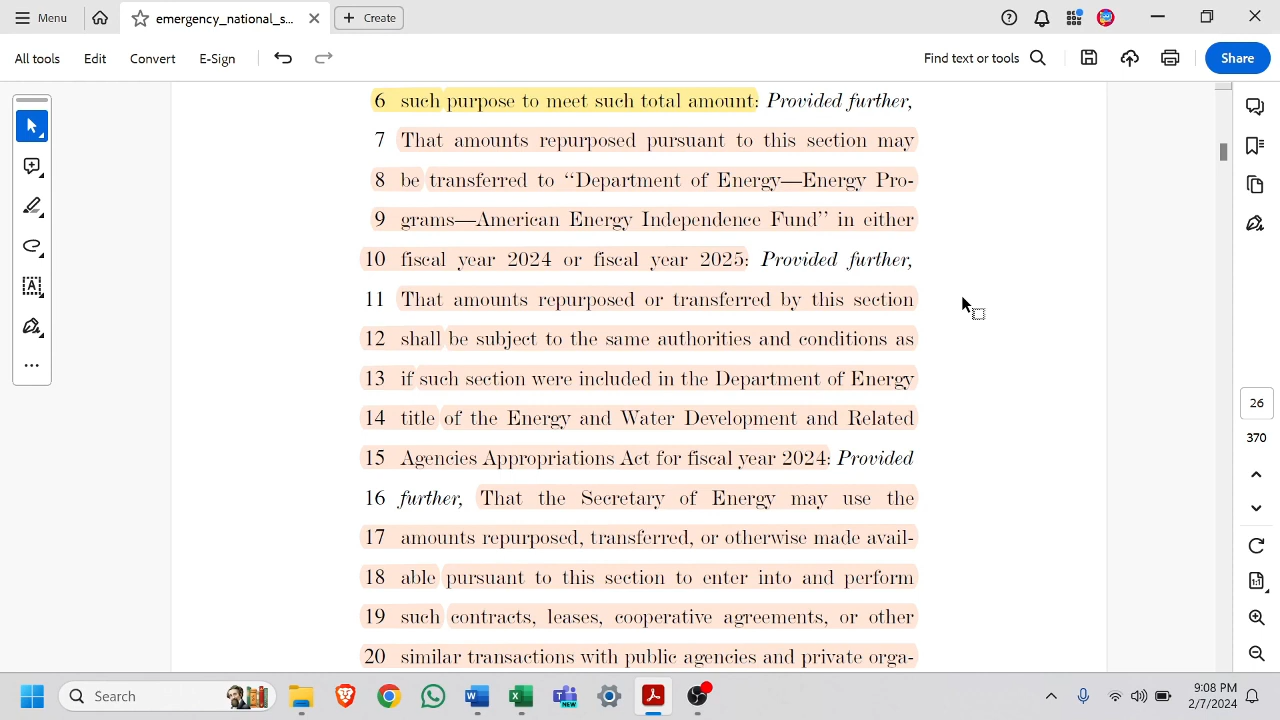 Menu
emergency_national_s...
Create
All tools
Edit
Convert
E-Sign
Find text or tools
Share
6 such purpose to meet such total amount: Provided further,
7 That amounts repurposed pursuant to this section may
8 be transferred to ‘‘Department of Energy—Energy Pro-
9 grams—American Energy Independence Fund’’ in either
10 fiscal year 2024 or fiscal year 2025: Provided further,
11 That amounts repurposed or transferred by this section
12 shall be subject to the same authorities and conditions as
13 if such section were included in the Department of Energy
14 title of the Energy and Water Development and Related
15 Agencies Appropriations Act for fiscal year 2024: Provided
16 further, That the Secretary of Energy may use the
17 amounts repurposed, transferred, or otherwise made avail-
18 able pursuant to this section to enter into and perform
19 such contracts, leases, cooperative agreements, or other
20 similar transactions with public agencies and private orga-
26
370
1:1
Search
NEW
9:08 PM
2/7/2024